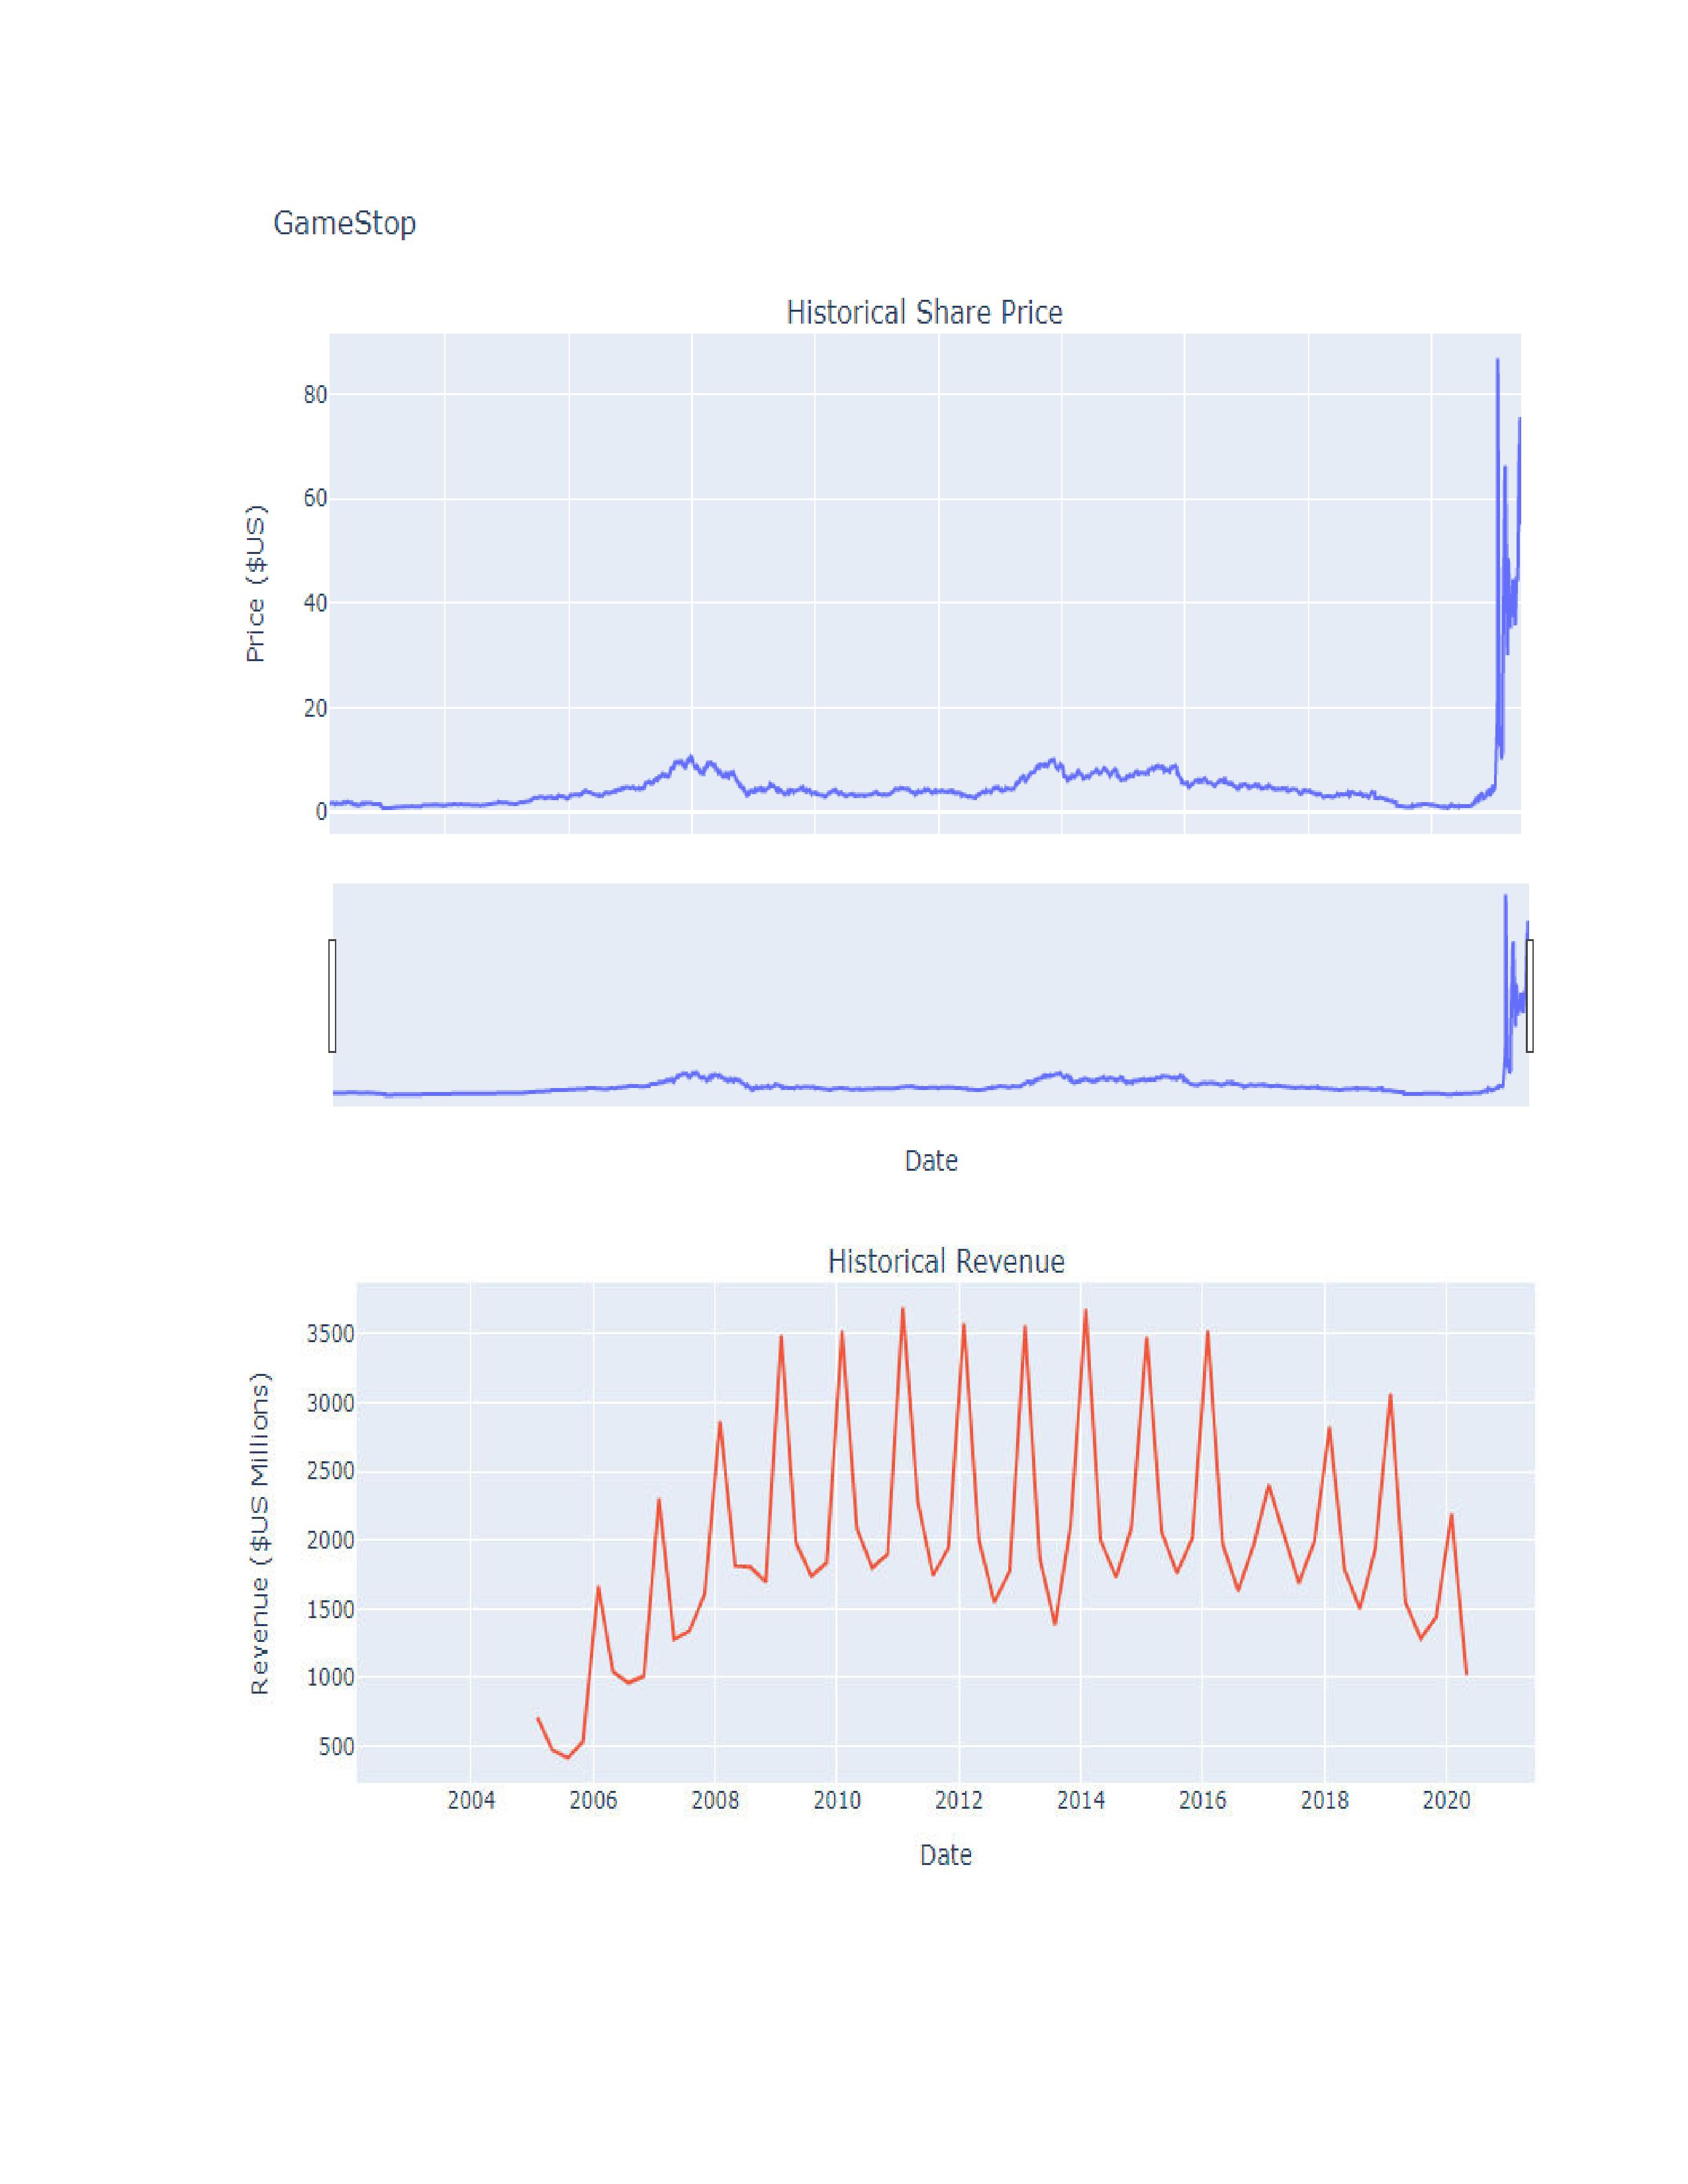 GameStop
Historical Share Price
Price ($US)
80
60
40
20
0
Date
Historical Revenue
Revenue ($US Millions)
3500
3000
2500
2000
1500
1000
500
2004 2006 2008 2010 2012 2014 2016 2018 2020
Date